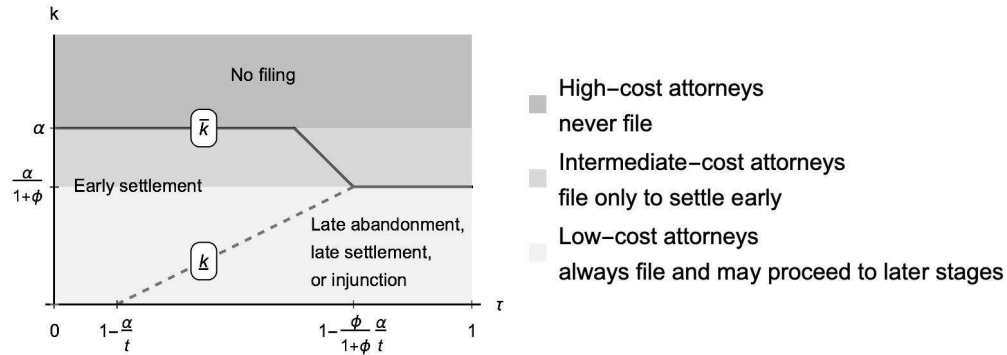 k
No filing
α
k̅
α/(1+ϕ)
Early settlement
Late abandonment,
late settlement,
or injunction
k̲
τ
0
1−α/t
1−ϕ/(1+ϕ) α/t
1
High−cost attorneys
never file
Intermediate−cost attorneys
file only to settle early
Low−cost attorneys
always file and may proceed to later stages